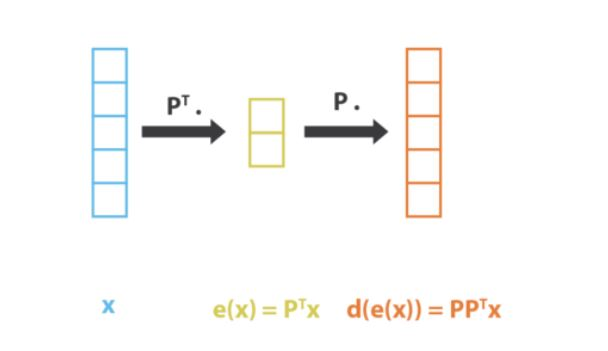 Pᵀ .
P .
x
e(x) = Pᵀx
d(e(x)) = PPᵀx